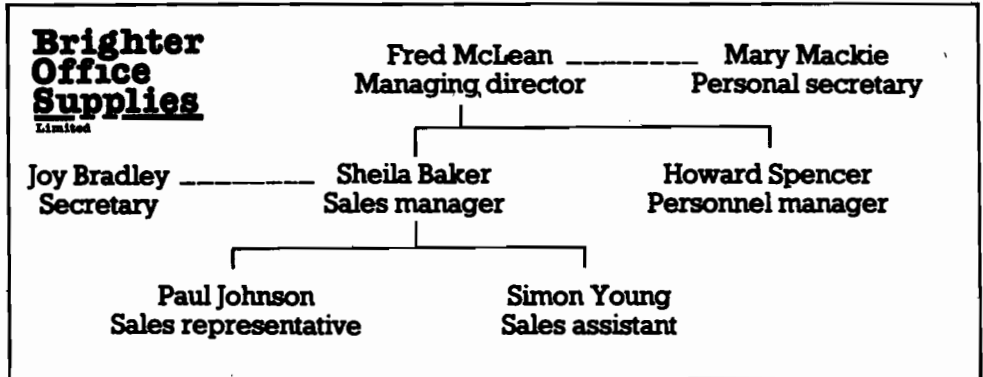 Brighter
Office
Supplies
Limited
Fred McLean
Managing director
Mary Mackie
Personal secretary
Joy Bradley
Secretary
Sheila Baker
Sales manager
Howard Spencer
Personnel manager
Paul Johnson
Sales representative
Simon Young
Sales assistant